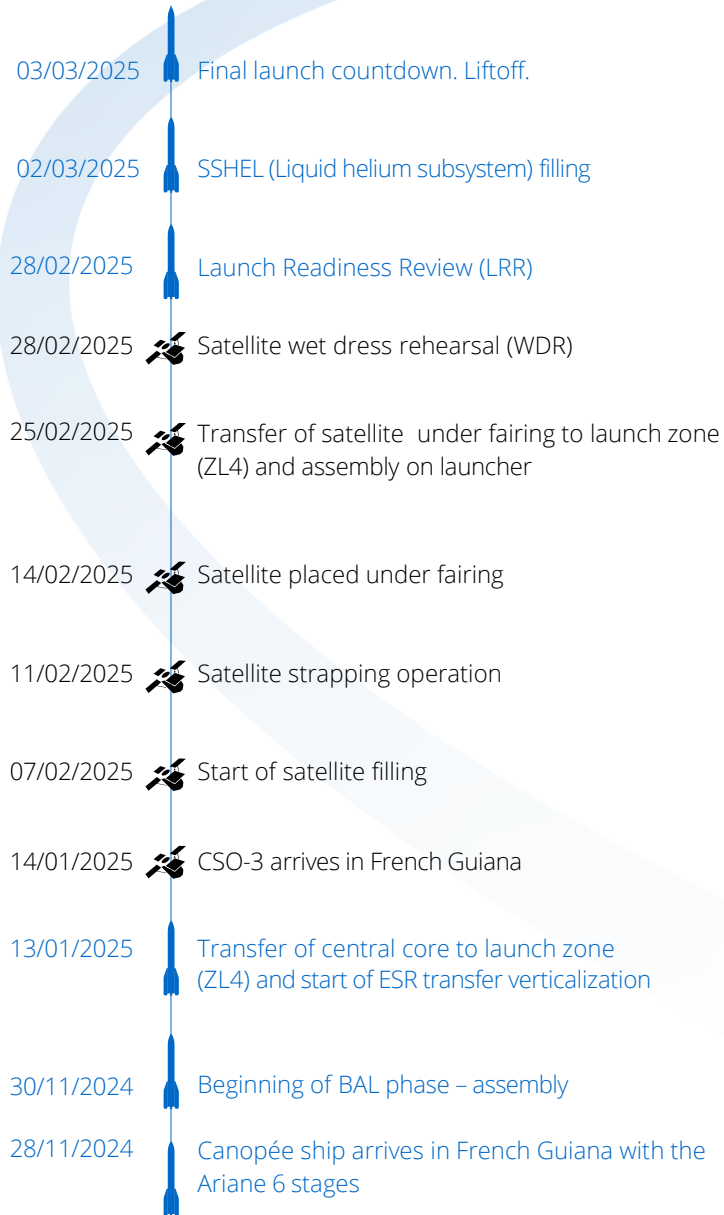 03/03/2025 Final launch countdown. Liftoff.
02/03/2025 SSHEL (Liquid helium subsystem) filling
28/02/2025 Launch Readiness Review (LRR)
28/02/2025 Satellite wet dress rehearsal (WDR)
25/02/2025 Transfer of satellite under fairing to launch zone
(ZL4) and assembly on launcher
14/02/2025 Satellite placed under fairing
11/02/2025 Satellite strapping operation
07/02/2025 Start of satellite filling
14/01/2025 CSO-3 arrives in French Guiana
13/01/2025 Transfer of central core to launch zone
(ZL4) and start of ESR transfer verticalization
30/11/2024 Beginning of BAL phase – assembly
28/11/2024 Canopée ship arrives in French Guiana with the
Ariane 6 stages